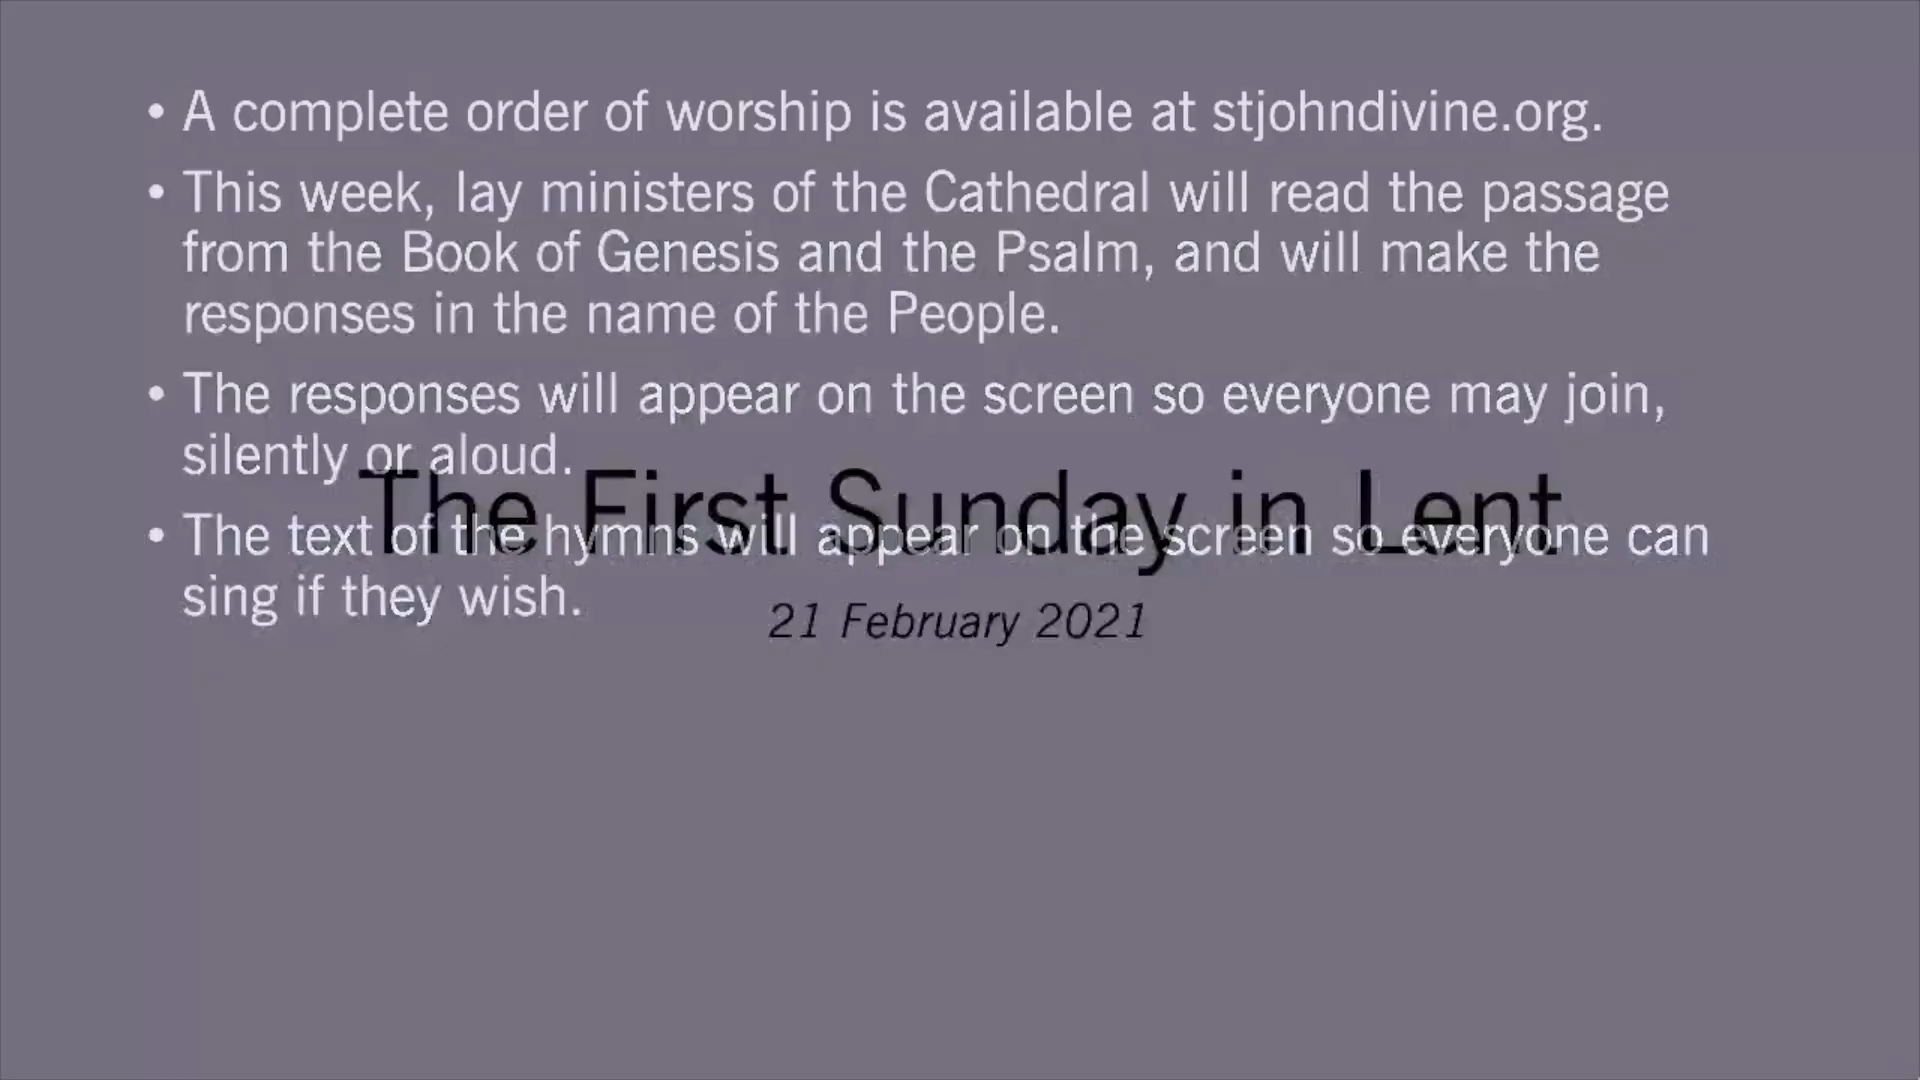 • A complete order of worship is available at stjohndivine.org.
• This week, lay ministers of the Cathedral will read the passage
from the Book of Genesis and the Psalm, and will make the
responses in the name of the People.
• The responses will appear on the screen so everyone may join,
silently or aloud.
• The text of the hymns will appear on the screen so everyone can
sing if they wish.
The First Sunday in Lent
21 February 2021